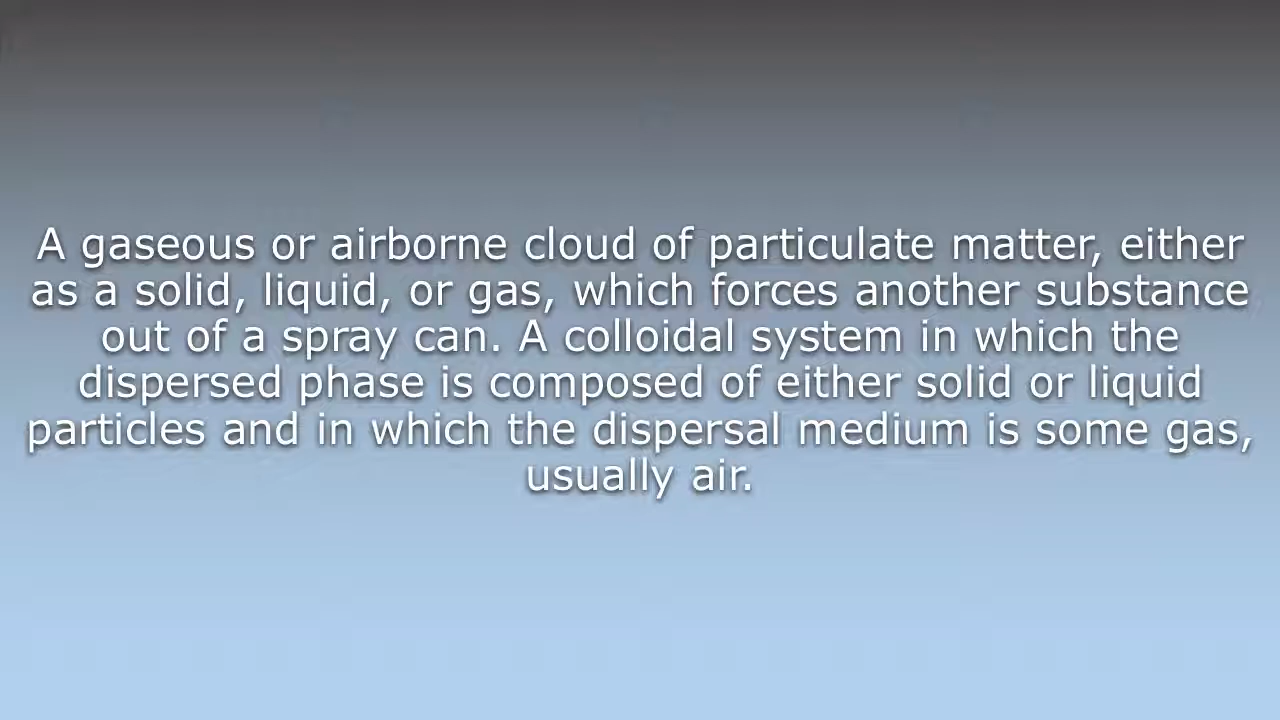 A gaseous or airborne cloud of particulate matter, either
as a solid, liquid, or gas, which forces another substance
out of a spray can. A colloidal system in which the
dispersed phase is composed of either solid or liquid
particles and in which the dispersal medium is some gas,
usually air.